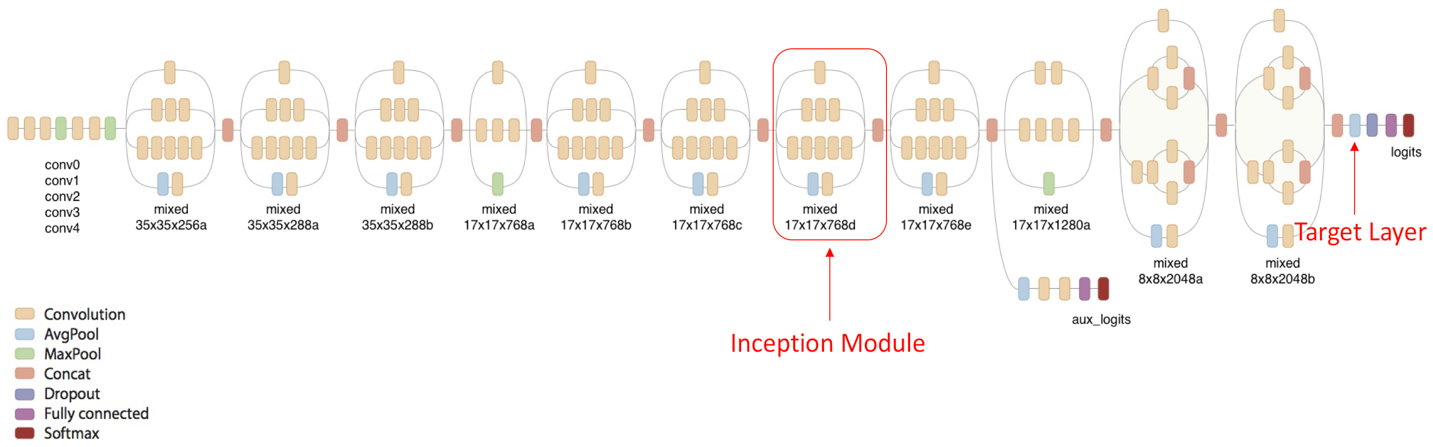 conv0
conv1
conv2
conv3
conv4
mixed
35x35x256a
mixed
35x35x288a
mixed
35x35x288b
mixed
17x17x768a
mixed
17x17x768b
mixed
17x17x768c
mixed
17x17x768d
mixed
17x17x768e
mixed
17x17x1280a
mixed
8x8x2048a
mixed
8x8x2048b
logits
Target Layer
aux_logits
Inception Module
Convolution
AvgPool
MaxPool
Concat
Dropout
Fully connected
Softmax